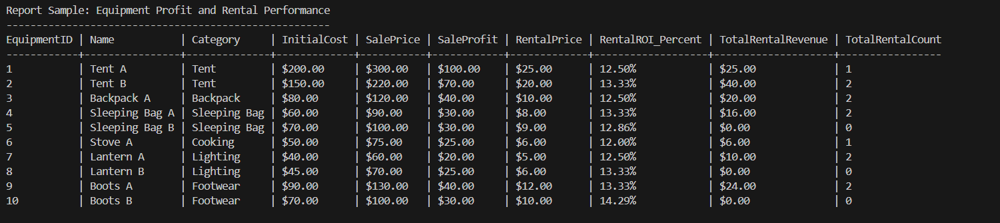 Report Sample: Equipment Profit and Rental Performance
------------------------------------------------------
EquipmentID | Name           | Category     | InitialCost | SalePrice | SaleProfit | RentalPrice | RentalROI_Percent | TotalRentalRevenue | TotalRentalCount
------------+----------------+--------------+-------------+-----------+------------+-------------+-------------------+--------------------+-----------------
1           | Tent A         | Tent         | $200.00     | $300.00   | $100.00    | $25.00      | 12.50%            | $25.00             | 1
2           | Tent B         | Tent         | $150.00     | $220.00   | $70.00     | $20.00      | 13.33%            | $40.00             | 2
3           | Backpack A     | Backpack     | $80.00      | $120.00   | $40.00     | $10.00      | 12.50%            | $20.00             | 2
4           | Sleeping Bag A | Sleeping Bag | $60.00      | $90.00    | $30.00     | $8.00       | 13.33%            | $16.00             | 2
5           | Sleeping Bag B | Sleeping Bag | $70.00      | $100.00   | $30.00     | $9.00       | 12.86%            | $0.00              | 0
6           | Stove A        | Cooking      | $50.00      | $75.00    | $25.00     | $6.00       | 12.00%            | $6.00              | 1
7           | Lantern A      | Lighting     | $40.00      | $60.00    | $20.00     | $5.00       | 12.50%            | $10.00             | 2
8           | Lantern B      | Lighting     | $45.00      | $70.00    | $25.00     | $6.00       | 13.33%            | $0.00              | 0
9           | Boots A        | Footwear     | $90.00      | $130.00   | $40.00     | $12.00      | 13.33%            | $24.00             | 2
10          | Boots B        | Footwear     | $70.00      | $100.00   | $30.00     | $10.00      | 14.29%            | $0.00              | 0